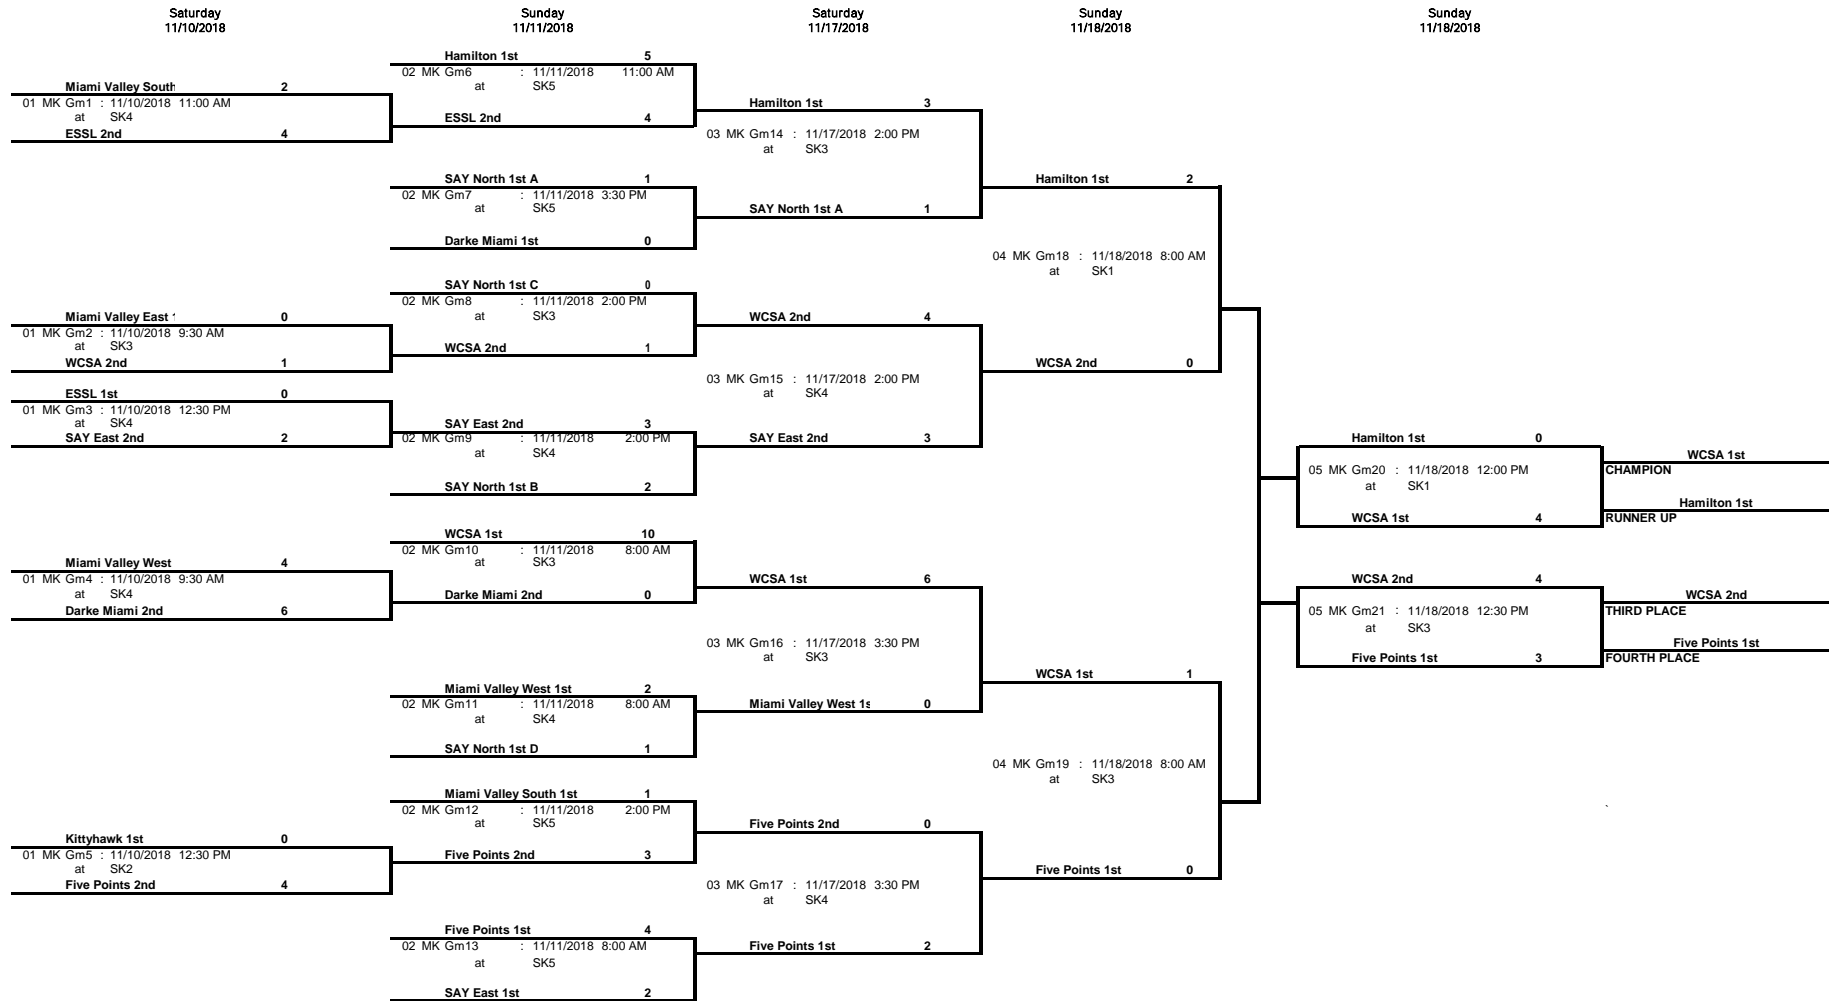 Saturday
11/10/2018
Sunday
11/11/2018
Saturday
11/17/2018
Sunday
11/18/2018
Sunday
11/18/2018
Miami Valley South 2
01 MK Gm1 : 11/10/2018 11:00 AM
at SK4
ESSL 2nd 4
Miami Valley East 0
01 MK Gm2 : 11/10/2018 9:30 AM
at SK3
WCSA 2nd 1
ESSL 1st 0
01 MK Gm3 : 11/10/2018 12:30 PM
at SK4
SAY East 2nd 2
Miami Valley West 4
01 MK Gm4 : 11/10/2018 9:30 AM
at SK4
Darke Miami 2nd 6
Kittyhawk 1st 0
01 MK Gm5 : 11/10/2018 12:30 PM
at SK2
Five Points 2nd 4
Hamilton 1st 5
02 MK Gm6 : 11/11/2018 11:00 AM
at SK5
ESSL 2nd 4
SAY North 1st A 1
02 MK Gm7 : 11/11/2018 3:30 PM
at SK5
Darke Miami 1st 0
SAY North 1st C 0
02 MK Gm8 : 11/11/2018 2:00 PM
at SK3
WCSA 2nd 1
SAY East 2nd 3
02 MK Gm9 : 11/11/2018 2:00 PM
at SK4
SAY North 1st B 2
WCSA 1st 10
02 MK Gm10 : 11/11/2018 8:00 AM
at SK3
Darke Miami 2nd 0
Miami Valley West 1st 2
02 MK Gm11 : 11/11/2018 8:00 AM
at SK4
SAY North 1st D 1
Miami Valley South 1st 1
02 MK Gm12 : 11/11/2018 2:00 PM
at SK5
Five Points 2nd 3
Five Points 1st 4
02 MK Gm13 : 11/11/2018 8:00 AM
at SK5
SAY East 1st 2
Hamilton 1st 3
03 MK Gm14 : 11/17/2018 2:00 PM
at SK3
SAY North 1st A 1
WCSA 2nd 4
03 MK Gm15 : 11/17/2018 2:00 PM
at SK4
SAY East 2nd 3
WCSA 1st 6
03 MK Gm16 : 11/17/2018 3:30 PM
at SK3
Miami Valley West 1s 0
Five Points 2nd 0
03 MK Gm17 : 11/17/2018 3:30 PM
at SK4
Five Points 1st 2
Hamilton 1st 2
04 MK Gm18 : 11/18/2018 8:00 AM
at SK1
WCSA 2nd 0
WCSA 1st 1
04 MK Gm19 : 11/18/2018 8:00 AM
at SK3
Five Points 1st 0
Hamilton 1st 0
05 MK Gm20 : 11/18/2018 12:00 PM
at SK1
WCSA 1st 4
WCSA 2nd 4
05 MK Gm21 : 11/18/2018 12:30 PM
at SK3
Five Points 1st 3
WCSA 1st
CHAMPION
Hamilton 1st
RUNNER UP
WCSA 2nd
THIRD PLACE
Five Points 1st
FOURTH PLACE
`